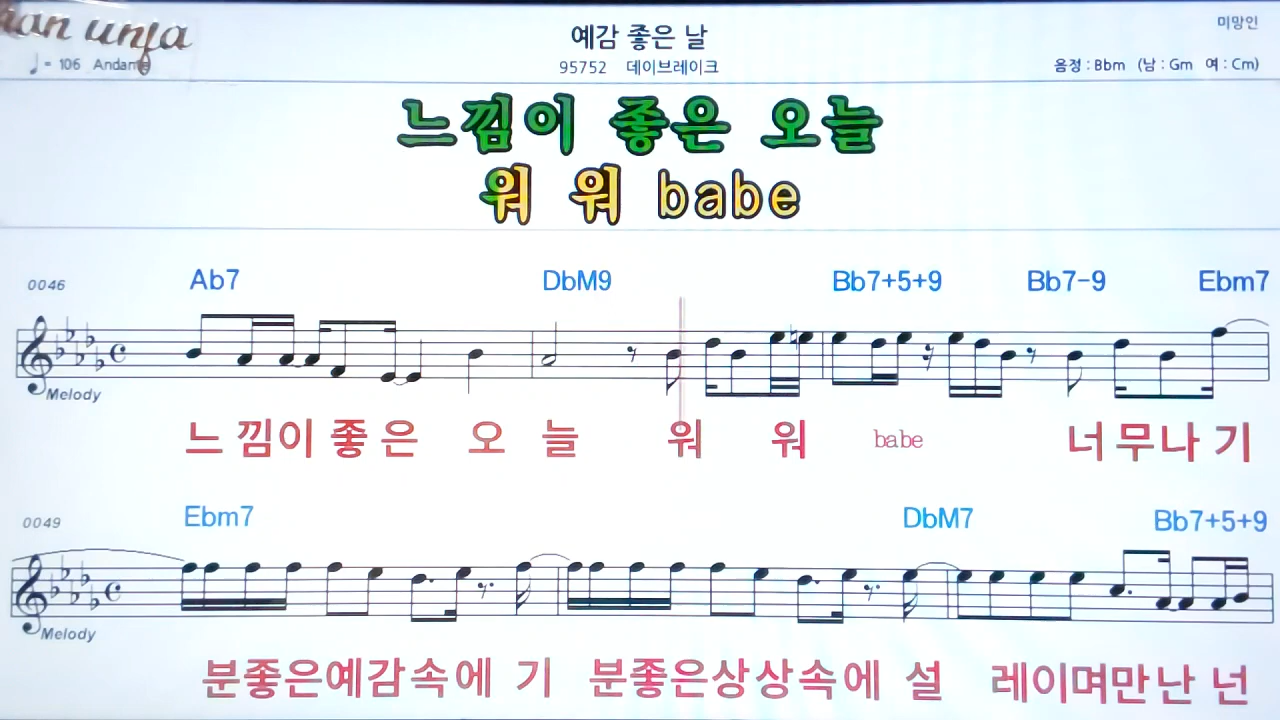 미망인
예감 좋은 날
♩= 106 Andante
95752 데이브레이크
음정 : Bbm (남 : Gm 여 : Cm)
느낌이 좋은 오늘
워 워 babe
0046 Ab7 DbM9 Bb7+5+9 Bb7-9 Ebm7
Melody
느 낌이 좋 은 오 늘 워 워 babe 너 무나 기
0049 Ebm7 DbM7 Bb7+5+9
Melody
분좋은예감속에 기 분좋은상상속에 설 레이며만난 넌